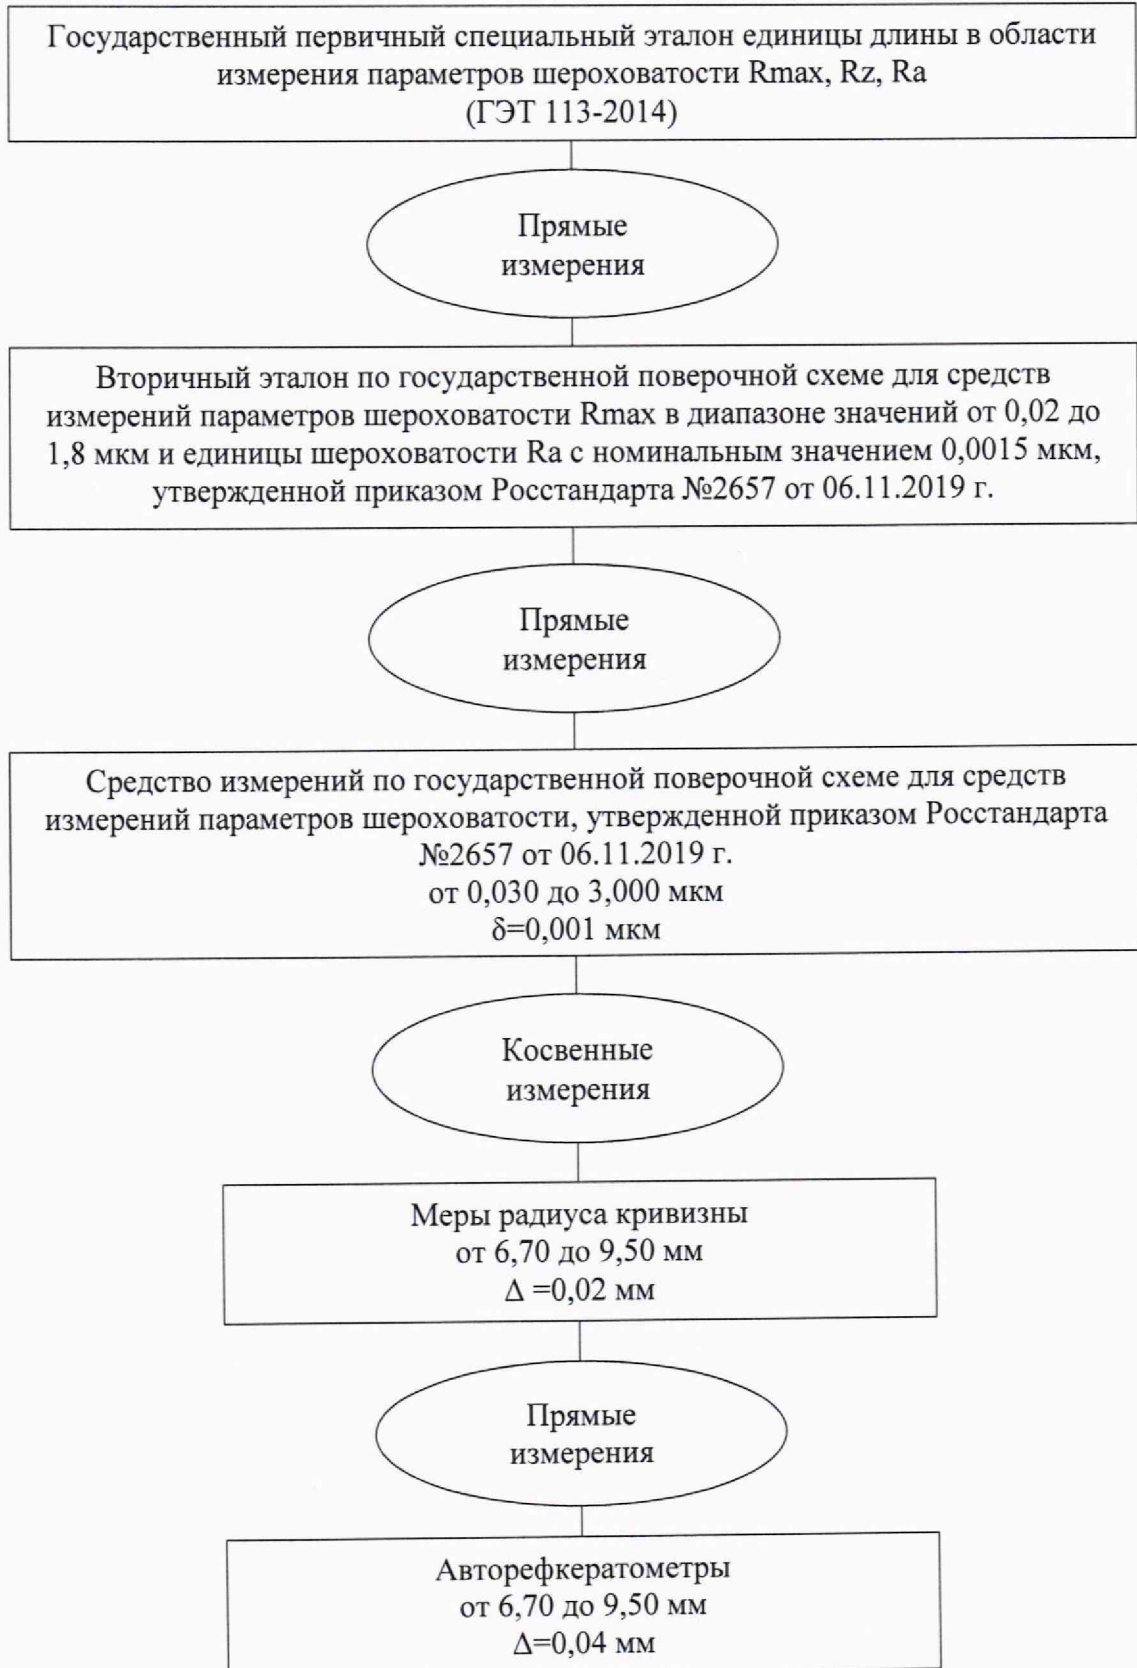 Государственный первичный специальный эталон единицы длины в области
измерения параметров шероховатости Rmax, Rz, Ra
(ГЭТ 113-2014)
Прямые
измерения
Вторичный эталон по государственной поверочной схеме для средств
измерений параметров шероховатости Rmax в диапазоне значений от 0,02 до
1,8 мкм и единицы шероховатости Ra с номинальным значением 0,0015 мкм,
утвержденной приказом Росстандарта №2657 от 06.11.2019 г.
Прямые
измерения
Средство измерений по государственной поверочной схеме для средств
измерений параметров шероховатости, утвержденной приказом Росстандарта
№2657 от 06.11.2019 г.
от 0,030 до 3,000 мкм
δ=0,001 мкм
Косвенные
измерения
Меры радиуса кривизны
от 6,70 до 9,50 мм
Δ =0,02 мм
Прямые
измерения
Авторефкератометры
от 6,70 до 9,50 мм
Δ=0,04 мм